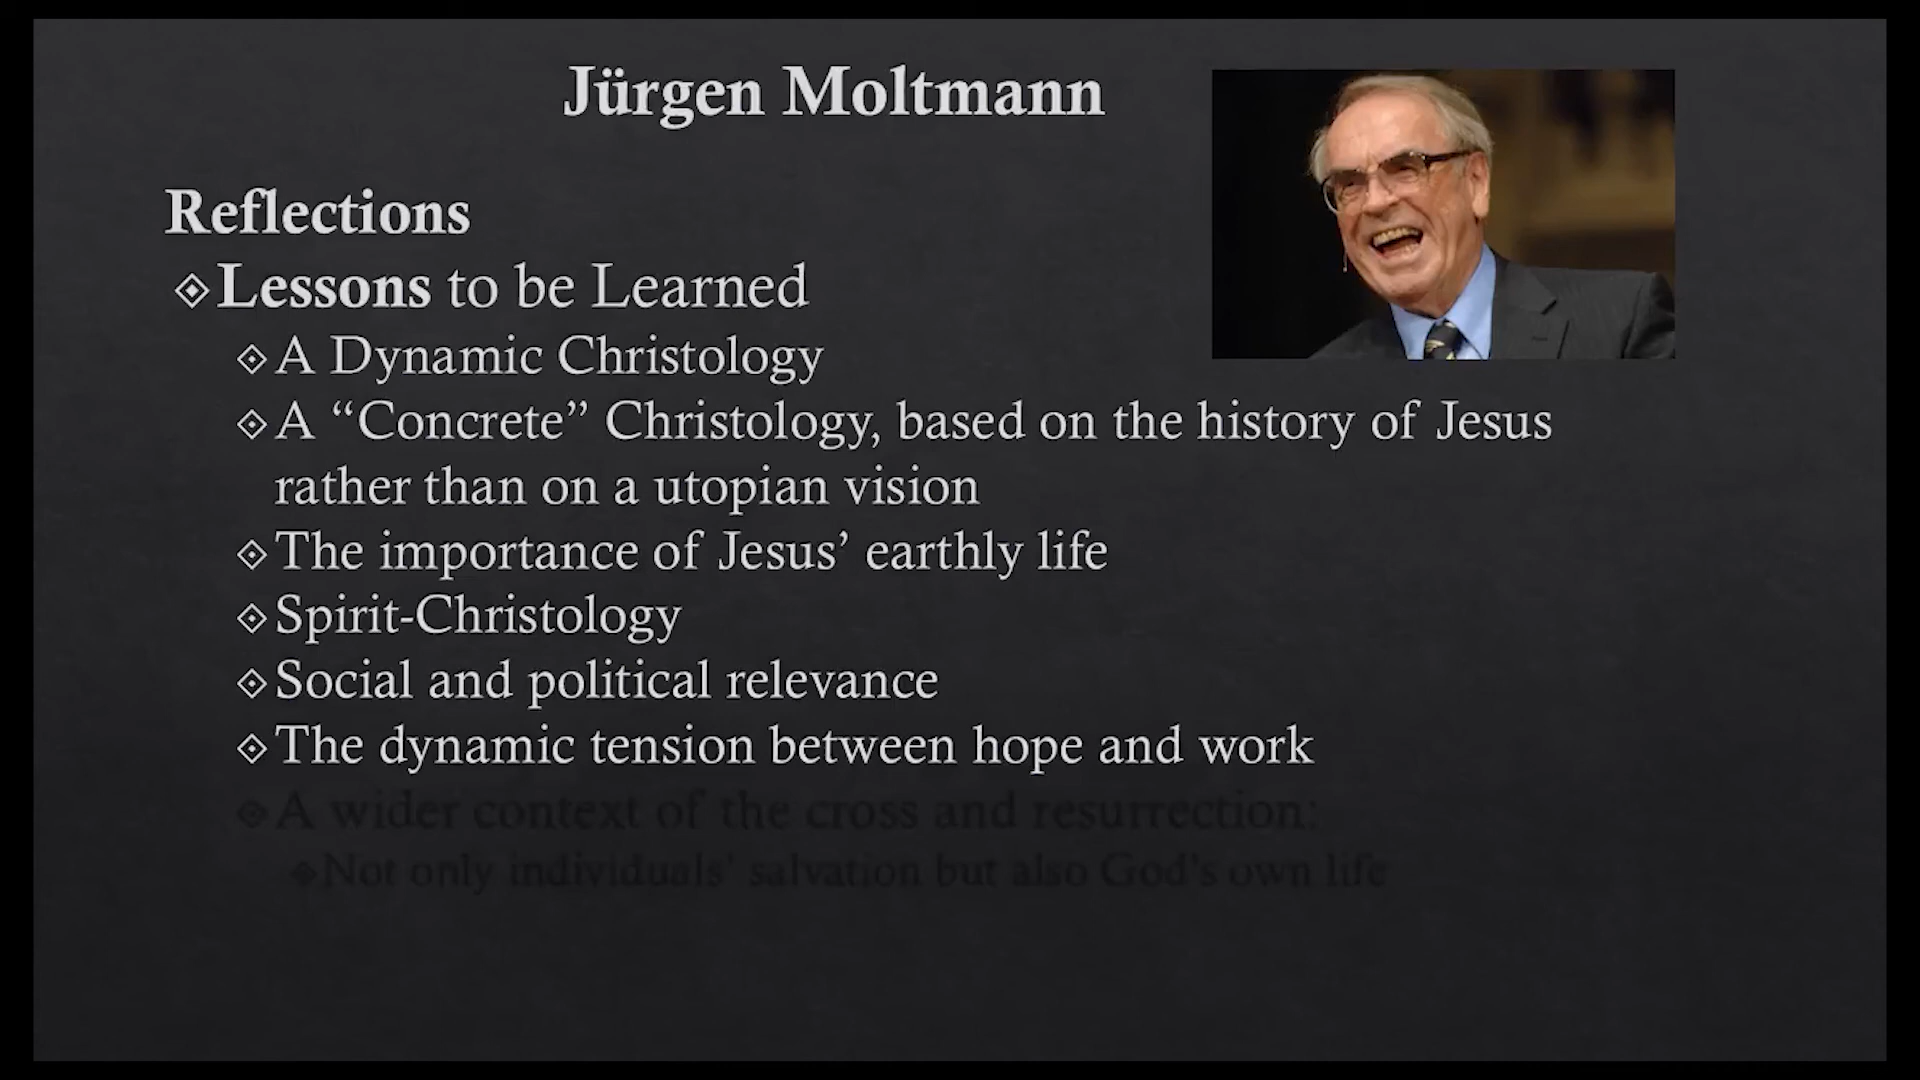 Jürgen Moltmann
Reflections
Lessons to be Learned
A Dynamic Christology
A “Concrete” Christology, based on the history of Jesus
rather than on a utopian vision
The importance of Jesus’ earthly life
Spirit-Christology
Social and political relevance
The dynamic tension between hope and work
A wider context of the cross and resurrection:
Not only individuals’ salvation but also God’s own life